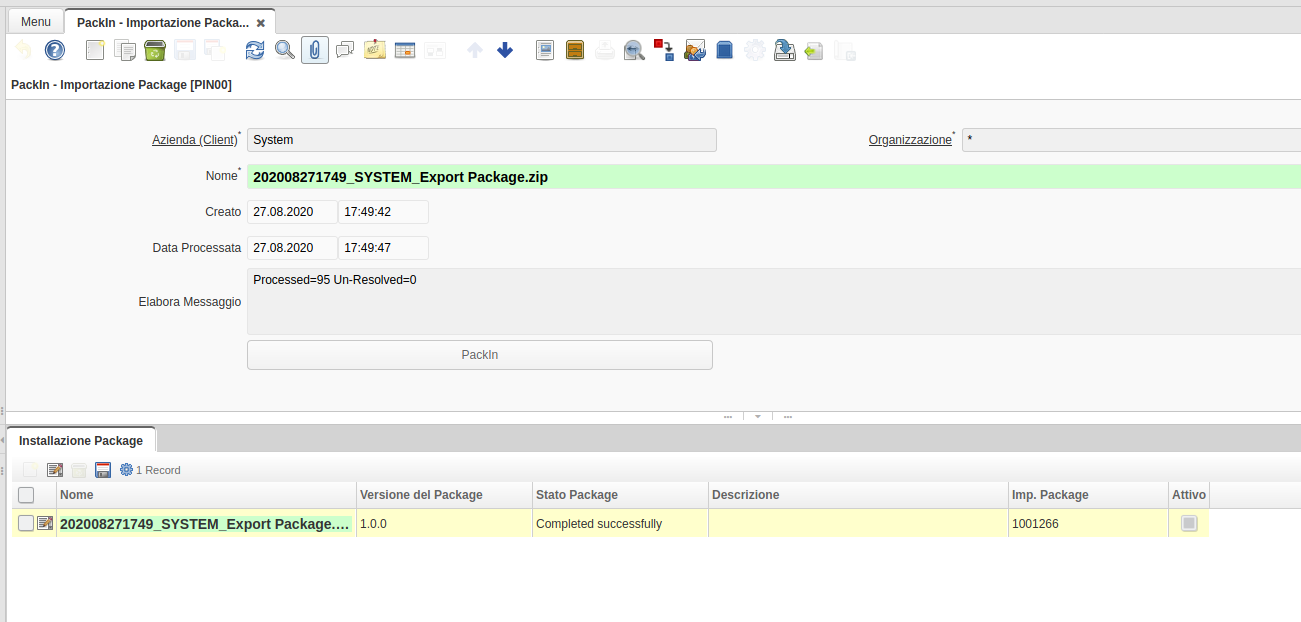 Menu
PackIn - Importazione Packa...
PackIn - Importazione Package [PIN00]
Azienda (Client)* System Organizzazione* *
Nome* 202008271749_SYSTEM_Export Package.zip
Creato 27.08.2020 17:49:42
Data Processata 27.08.2020 17:49:47
Elabora Messaggio Processed=95 Un-Resolved=0
PackIn
Installazione Package
1 Record
Nome Versione del Package Stato Package Descrizione Imp. Package Attivo
202008271749_SYSTEM_Export Package.... 1.0.0 Completed successfully 1001266